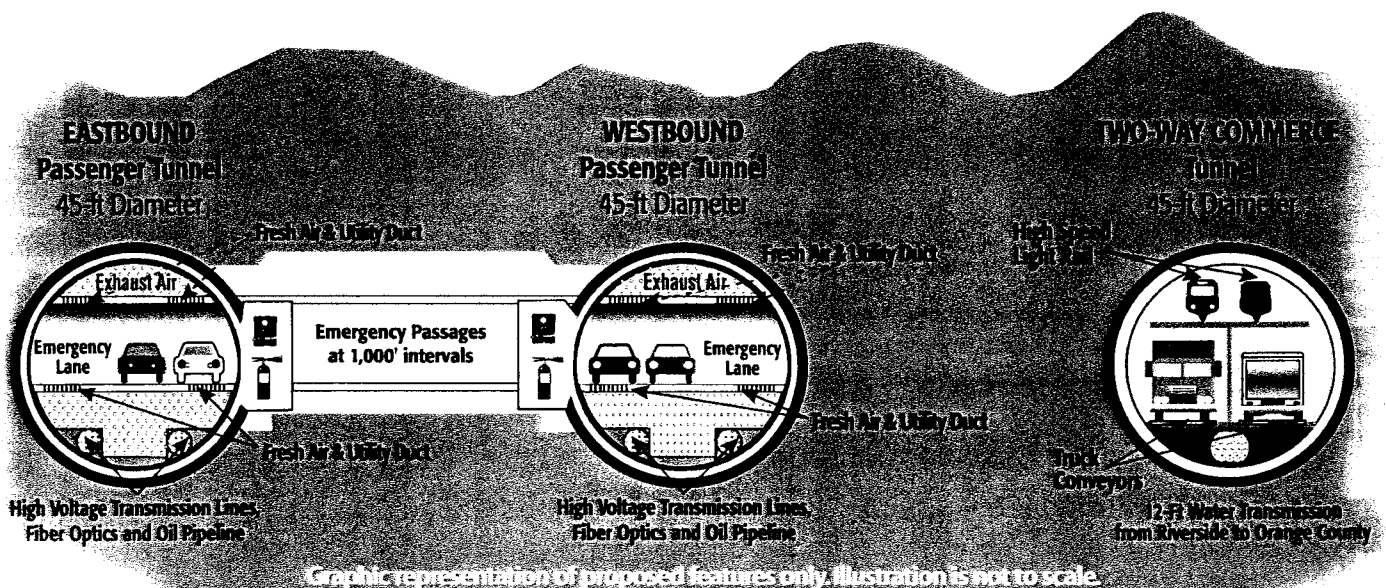 EASTBOUND
Passenger Tunnel
45-ft Diameter
WESTBOUND
Passenger Tunnel
45-ft Diameter
TWO-WAY COMMERCE
Tunnel
45-ft Diameter
Fresh Air & Utility Duct
Fresh Air & Utility Duct
High Speed
Light Rail
Exhaust Air
Exhaust Air
Emergency
Lane
Emergency Passages
at 1,000' intervals
Emergency
Lane
Fresh Air & Utility Duct
Fresh Air & Utility Duct
Truck
Conveyors
High Voltage Transmission Lines,
Fiber Optics and Oil Pipeline
High Voltage Transmission Lines,
Fiber Optics and Oil Pipeline
12-Ft Water Transmission
from Riverside to Orange County
Graphic representation of proposed features only. Illustration is not to scale.